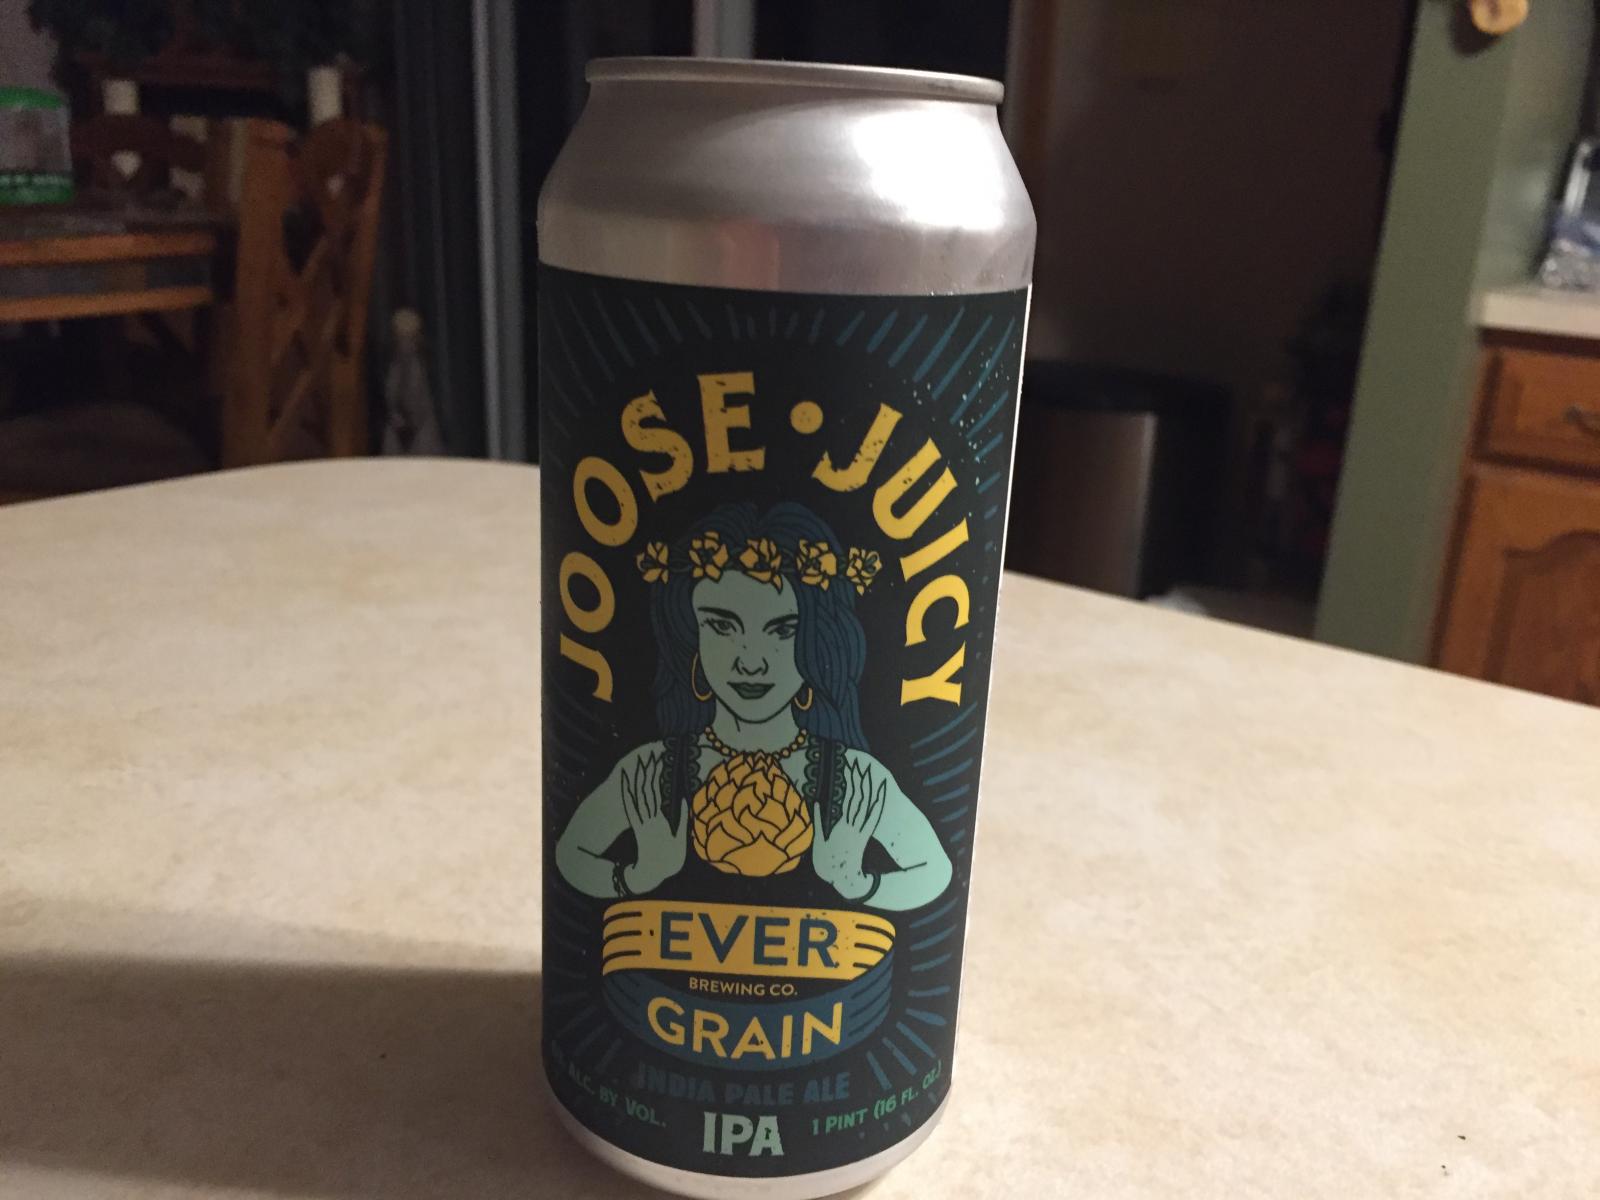 JOOSE • JUICY
EVER
BREWING CO.
GRAIN
INDIA PALE ALE
ALC. BY VOL.
IPA
1 PINT (16 FL. OZ.)